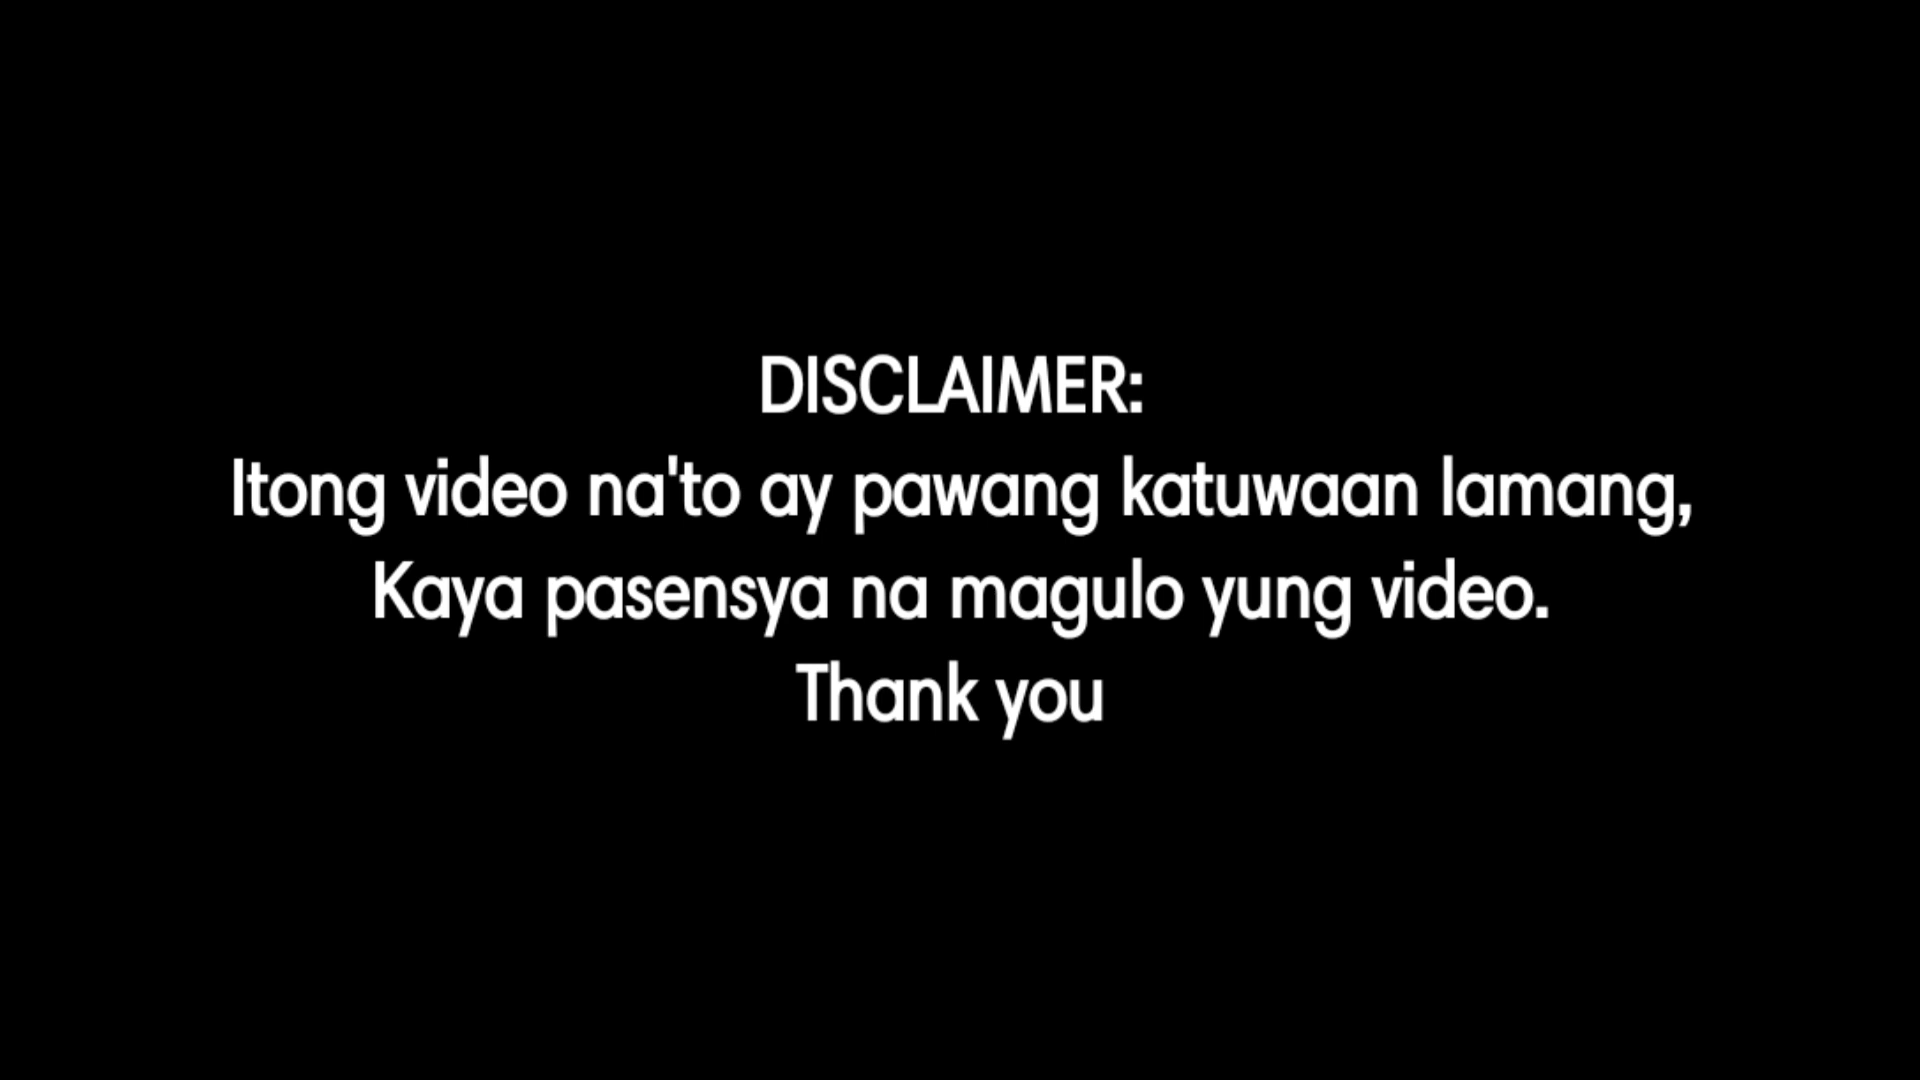 DISCLAIMER:
Itong video na'to ay pawang katuwaan lamang,
Kaya pasensya na magulo yung video.
Thank you